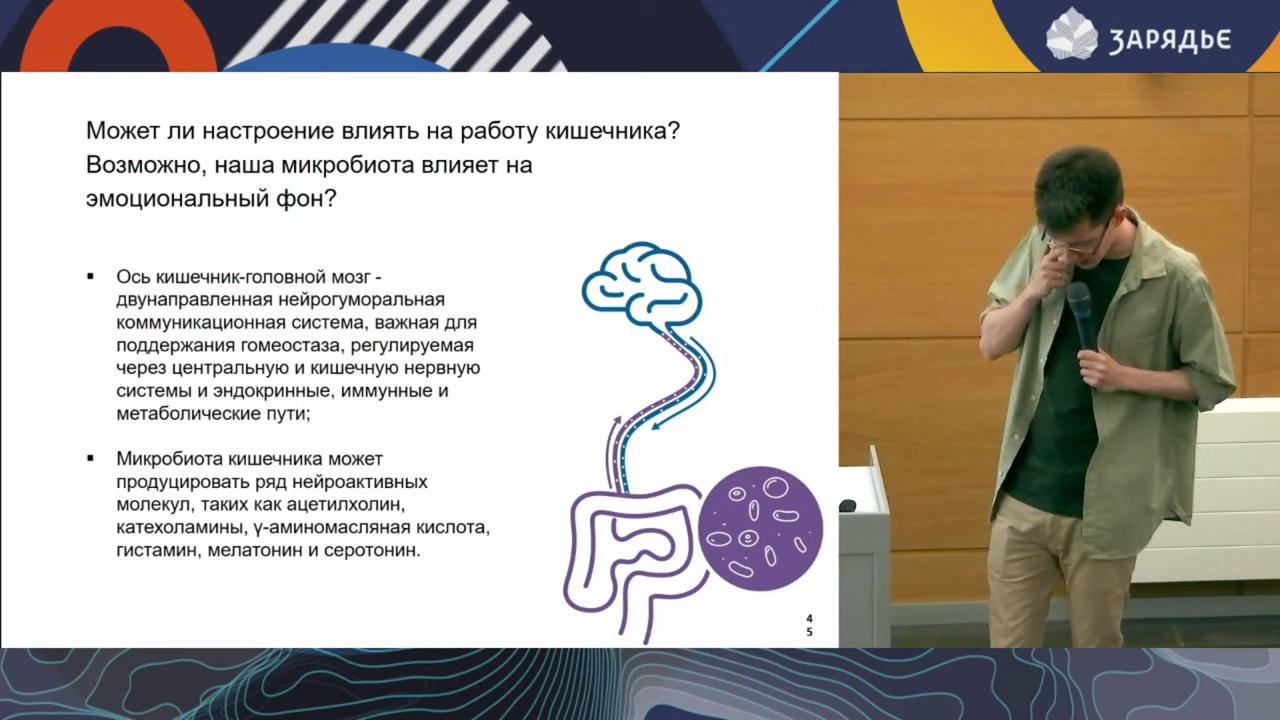 ЗАРЯДЬЕ
Может ли настроение влиять на работу кишечника?
Возможно, наша микробиота влияет на
эмоциональный фон?
Ось кишечник-головной мозг -
двунаправленная нейрогуморальная
коммуникационная система, важная для
поддержания гомеостаза, регулируемая
через центральную и кишечную нервную
системы и эндокринные, иммунные и
метаболические пути;
Микробиота кишечника может
продуцировать ряд нейроактивных
молекул, таких как ацетилхолин,
катехоламины, γ-аминомасляная кислота,
гистамин, мелатонин и серотонин.
4
5